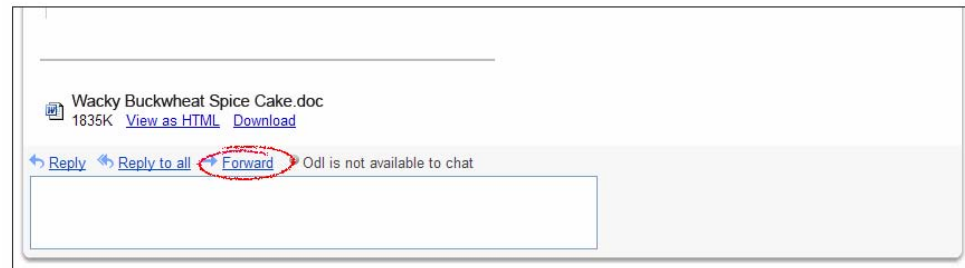 Wacky Buckwheat Spice Cake.doc
1835K View as HTML Download
Reply Reply to all Forward Odl is not available to chat